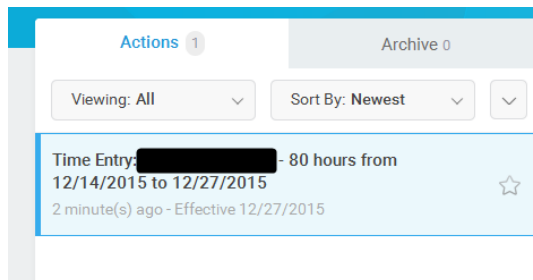 Actions 1
Archive 0
Viewing: All
Sort By: Newest
Time Entry: - 80 hours from
12/14/2015 to 12/27/2015
2 minute(s) ago - Effective 12/27/2015